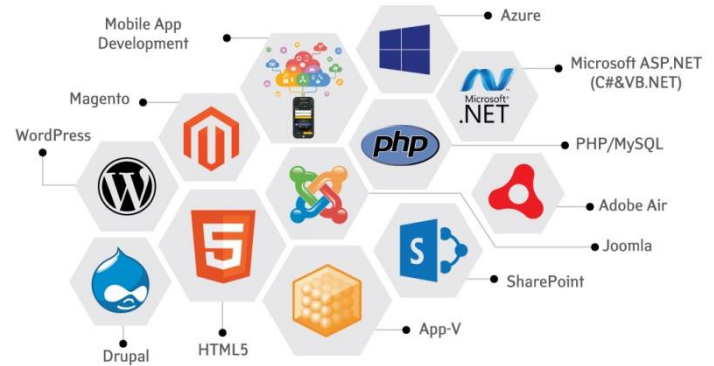 Mobile App
Development
Azure
Microsoft ASP.NET
(C#&VB.NET)
Magento
Microsoft®
.NET
WordPress
php
PHP/MySQL
W
5
Adobe Air
Joomla
S
SharePoint
App-V
HTML5
Drupal